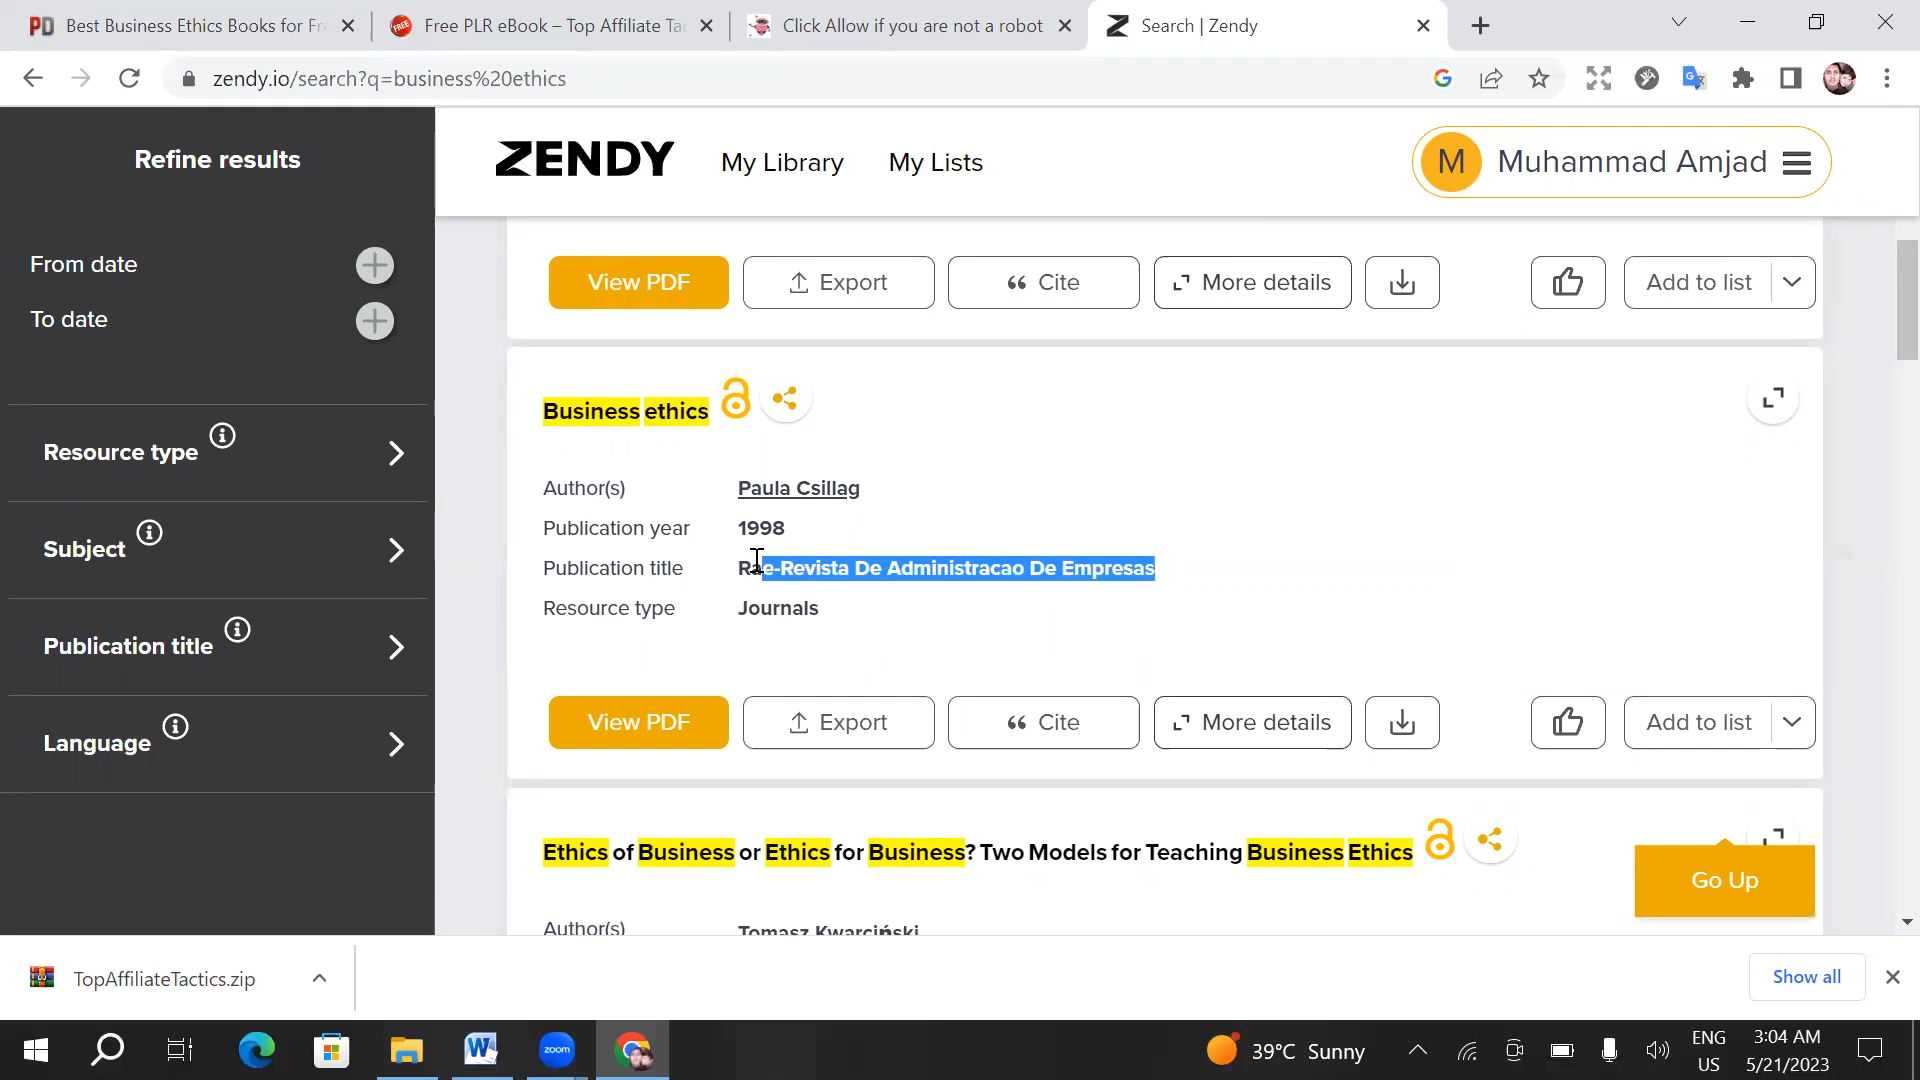 Best Business Ethics Books for Fr
Free PLR eBook – Top Affiliate Tac
Click Allow if you are not a robot
Search | Zendy
zendy.io/search?q=business%20ethics
Refine results
From date
To date
Resource type
Subject
Publication title
Language
ZENDY
My Library
My Lists
M
Muhammad Amjad
View PDF
Export
Cite
More details
Add to list
Business ethics
Author(s) Paula Csillag
Publication year 1998
Publication title Rae-Revista De Administracao De Empresas
Resource type Journals
View PDF
Export
Cite
More details
Add to list
Ethics of Business or Ethics for Business? Two Models for Teaching Business Ethics
Author(s) Tomasz Kwarciński
Go Up
TopAffiliateTactics.zip
Show all
39°C Sunny
ENG
US
3:04 AM
5/21/2023
PD
FREE
W
zoom